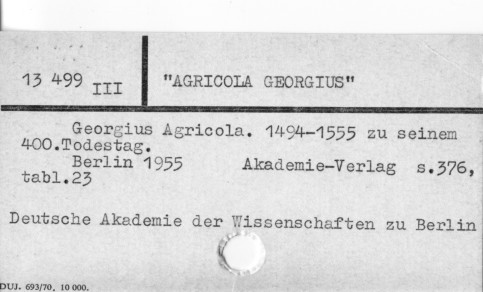 13 499 III "AGRICOLA GEORGIUS"
Georgius Agricola. 1494-1555 zu seinem
400.Todestag.
Berlin 1955 Akademie-Verlag s.376,
tabl.23
Deutsche Akademie der Wissenschaften zu Berlin
DUJ. 693/70, 10 000.